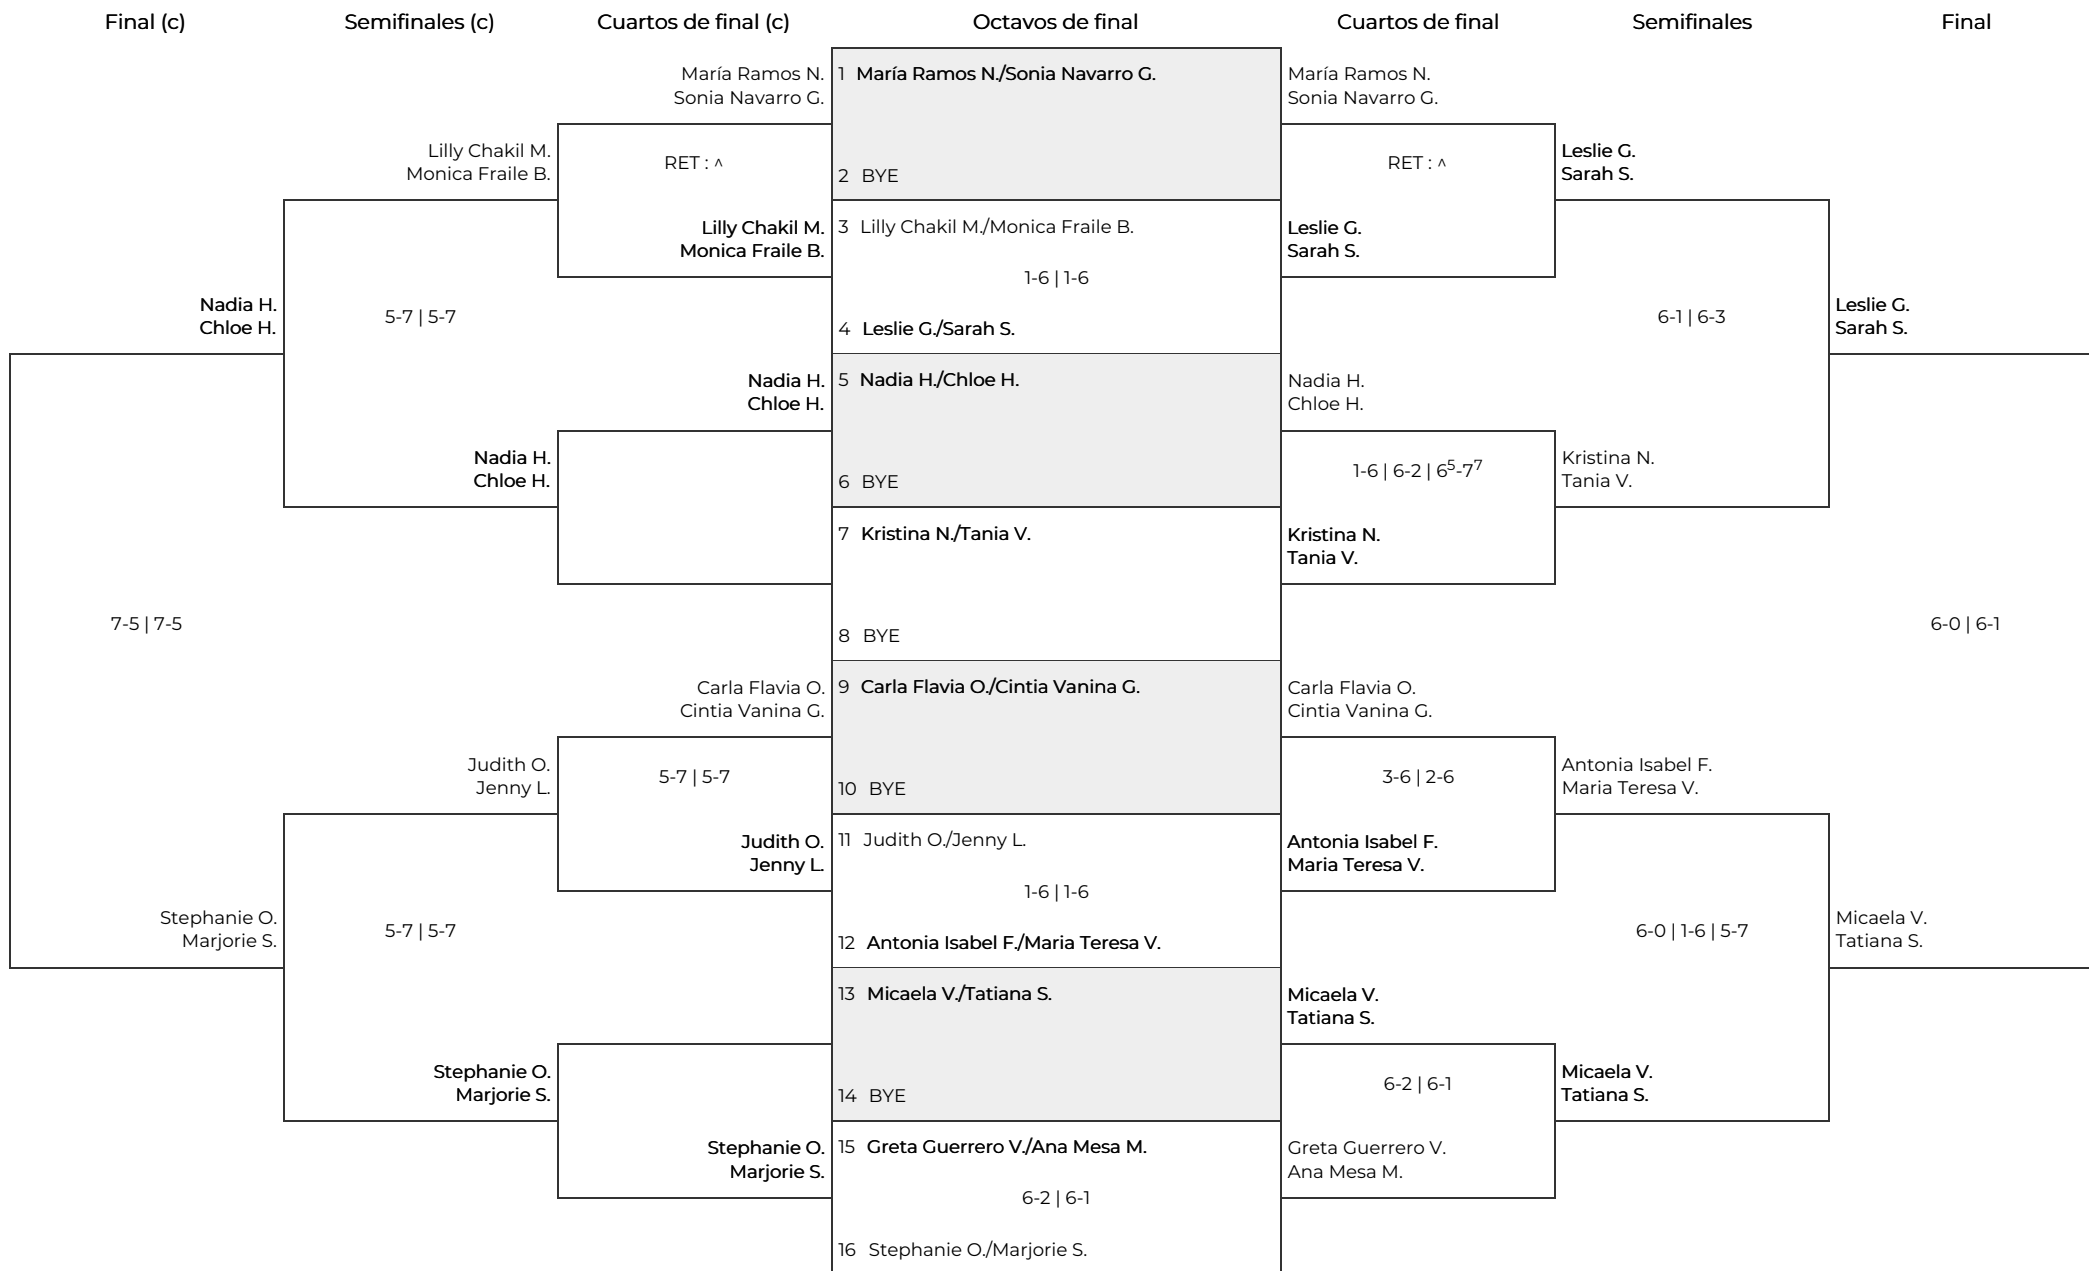 Final (c) Semifinales (c) Cuartos de final (c) Octavos de final Cuartos de final Semifinales Final
María Ramos N. 1 María Ramos N./Sonia Navarro G. María Ramos N.
Sonia Navarro G. Sonia Navarro G.
Lilly Chakil M. RET : ^ RET : ^ Leslie G.
Monica Fraile B. 2 BYE Sarah S.
Lilly Chakil M. 3 Lilly Chakil M./Monica Fraile B. Leslie G.
Monica Fraile B. Sarah S.
1-6 | 1-6
Nadia H. 5-7 | 5-7 6-1 | 6-3 Leslie G.
Chloe H. 4 Leslie G./Sarah S. Sarah S.
Nadia H. 5 Nadia H./Chloe H. Nadia H.
Chloe H. Chloe H.
Nadia H. 1-6 | 6-2 | 6⁵-7⁷ Kristina N.
Chloe H. 6 BYE Tania V.
7 Kristina N./Tania V. Kristina N.
Tania V.
7-5 | 7-5 6-0 | 6-1
8 BYE
Carla Flavia O. 9 Carla Flavia O./Cintia Vanina G. Carla Flavia O.
Cintia Vanina G. Cintia Vanina G.
Judith O. 5-7 | 5-7 3-6 | 2-6 Antonia Isabel F.
Jenny L. 10 BYE Maria Teresa V.
Judith O. 11 Judith O./Jenny L. Antonia Isabel F.
Jenny L. Maria Teresa V.
1-6 | 1-6
Stephanie O. 5-7 | 5-7 6-0 | 1-6 | 5-7 Micaela V.
Marjorie S. 12 Antonia Isabel F./Maria Teresa V. Tatiana S.
13 Micaela V./Tatiana S. Micaela V.
Tatiana S.
Stephanie O. 6-2 | 6-1 Micaela V.
Marjorie S. 14 BYE Tatiana S.
Stephanie O. 15 Greta Guerrero V./Ana Mesa M. Greta Guerrero V.
Marjorie S. Ana Mesa M.
6-2 | 6-1
16 Stephanie O./Marjorie S.